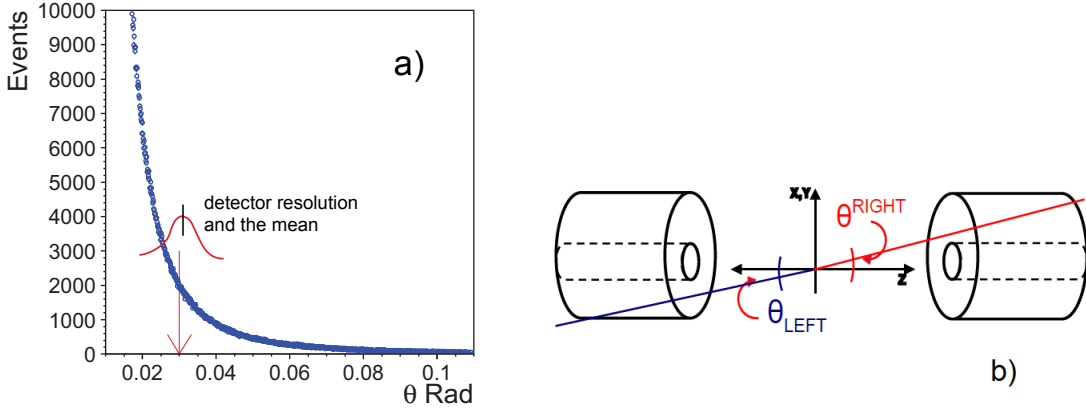 10000
9000
8000
7000
6000
5000
4000
3000
2000
1000
0
Events
a)
detector resolution
and the mean
0.02 0.04 0.06 0.08 0.1
θ Rad
X,Y
θRIGHT
Z
θLEFT
b)